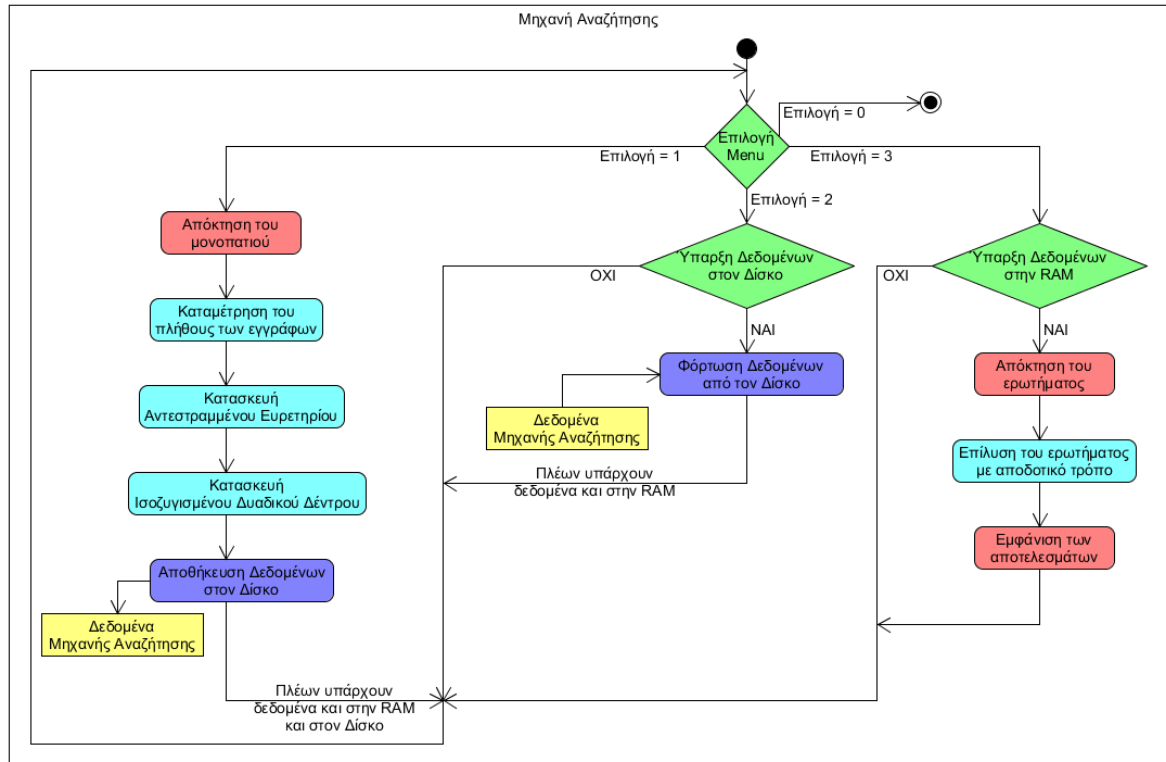 Μηχανή Αναζήτησης
Επιλογή = 0
Επιλογή
Menu
Επιλογή = 1
Επιλογή = 3
Επιλογή = 2
Απόκτηση του
μονοπατιού
Καταμέτρηση του
πλήθους των εγγράφων
Κατασκευή
Αντεστραμμένου Ευρετηρίου
Κατασκευή
Ισοζυγισμένου Δυαδικού Δέντρου
Αποθήκευση Δεδομένων
στον Δίσκο
Δεδομένα
Μηχανής Αναζήτησης
Πλέων υπάρχουν
δεδομένα και στην RAM
και στον Δίσκο
Ύπαρξη Δεδομένων
στον Δίσκο
ΟΧΙ
ΝΑΙ
Φόρτωση Δεδομένων
από τον Δίσκο
Δεδομένα
Μηχανής Αναζήτησης
Πλέων υπάρχουν
δεδομένα και στην RAM
Ύπαρξη Δεδομένων
στην RAM
ΟΧΙ
ΝΑΙ
Απόκτηση του
ερωτήματος
Επίλυση του ερωτήματος
με αποδοτικό τρόπο
Εμφάνιση των
αποτελεσμάτων